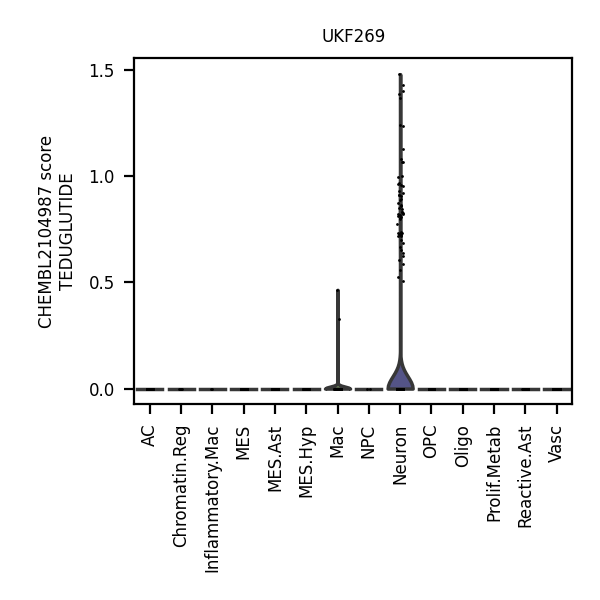 UKF269
CHEMBL2104987 score
TEDUGLUTIDE
1.5
1.0
0.5
0.0
AC
Chromatin.Reg
Inflammatory.Mac
MES
MES.Ast
MES.Hyp
Mac
NPC
Neuron
OPC
Oligo
Prolif.Metab
Reactive.Ast
Vasc